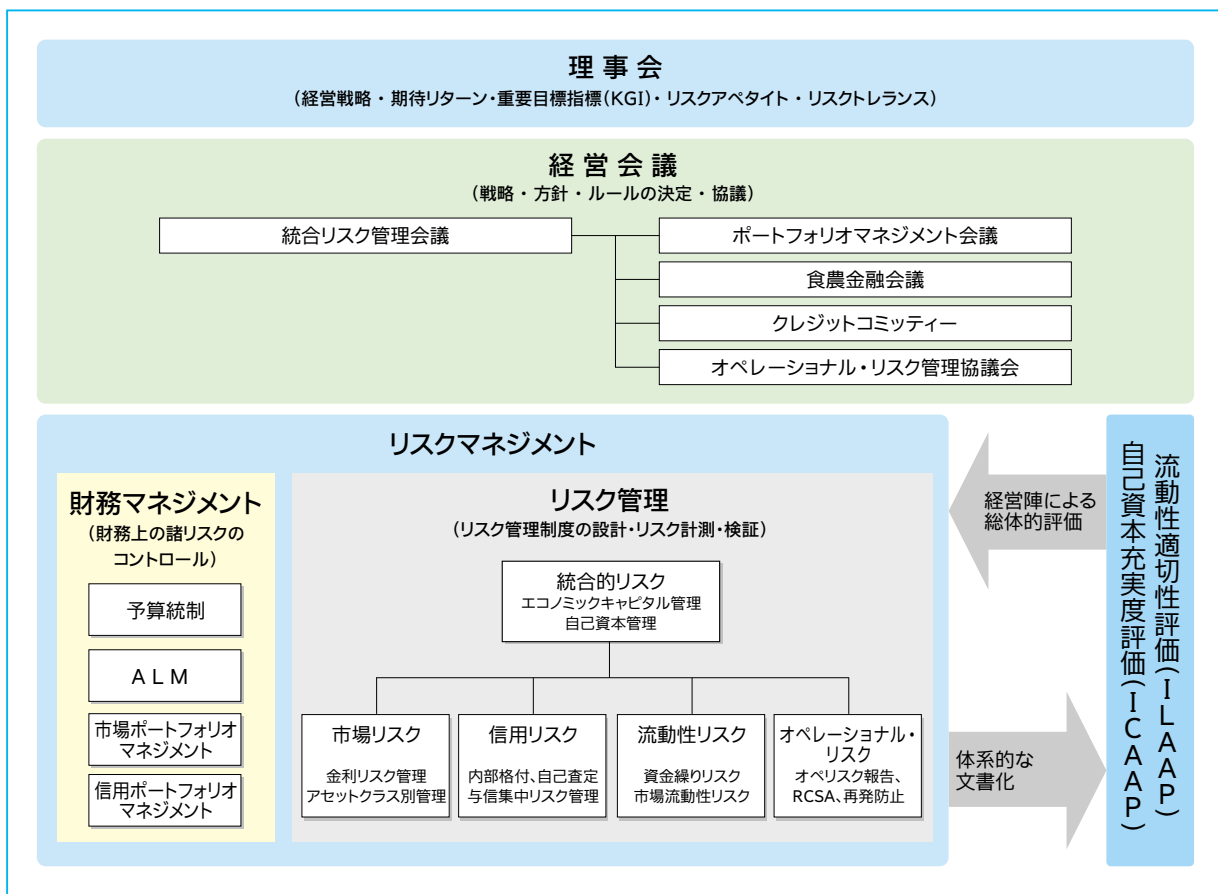 理事会
(経営戦略・期待リターン・重要目標指標(KGI)・リスクアペタイト・リスクトレランス)
経営会議
(戦略・方針・ルールの決定・協議)
統合リスク管理会議
ポートフォリオマネジメント会議
食農金融会議
クレジットコミッティー
オペレーショナル・リスク管理協議会
リスクマネジメント
財務マネジメント
(財務上の諸リスクの
コントロール)
予算統制
ALM
市場ポートフォリオ
マネジメント
信用ポートフォリオ
マネジメント
リスク管理
(リスク管理制度の設計・リスク計測・検証)
統合的リスク
エコノミックキャピタル管理
自己資本管理
市場リスク
金利リスク管理
アセットクラス別管理
信用リスク
内部格付、自己査定
与信集中リスク管理
流動性リスク
資金繰りリスク
市場流動性リスク
オペレーショナル・
リスク
オペリスク報告、
RCSA、再発防止
経営陣による
総体的評価
体系的な
文書化
流動性適切性評価(ILAAP)
自己資本充実度評価(ICAAP)